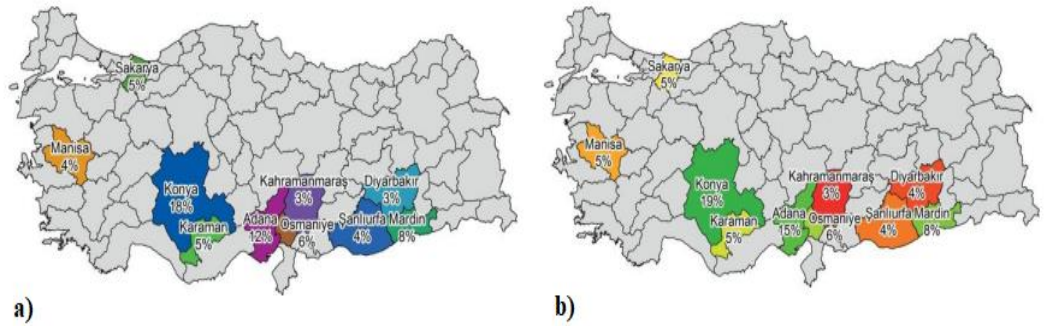 Sakarya
5%
Manisa
4%
Konya
18%
Karaman
5%
Kahramanmaraş
3%
Adana
12%
Osmaniye
6%
Diyarbakır
3%
Şanlıurfa
4%
Mardin
8%
a)
Sakarya
5%
Manisa
5%
Konya
19%
Karaman
5%
Kahramanmaraş
3%
Adana
15%
Osmaniye
6%
Diyarbakır
4%
Şanlıurfa
4%
Mardin
8%
b)